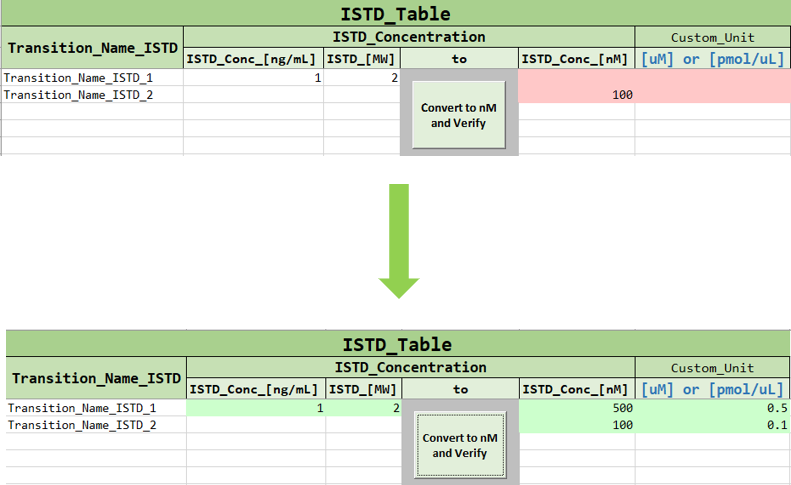 ISTD_Table
Transition_Name_ISTD ISTD_Concentration Custom_Unit
ISTD_Conc_[ng/mL] ISTD_[MW] to ISTD_Conc_[nM] [uM] or [pmol/uL]
Transition_Name_ISTD_1 1 2
Transition_Name_ISTD_2 100
Convert to nM
and Verify
ISTD_Table
Transition_Name_ISTD ISTD_Concentration Custom_Unit
ISTD_Conc_[ng/mL] ISTD_[MW] to ISTD_Conc_[nM] [uM] or [pmol/uL]
Transition_Name_ISTD_1 1 2 500 0.5
Transition_Name_ISTD_2 100 0.1
Convert to nM
and Verify